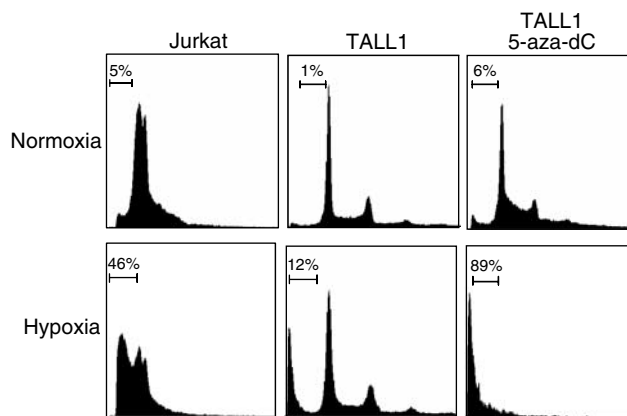 Jurkat
TALL1
TALL1
5-aza-dC
Normoxia
5%
1%
6%
Hypoxia
46%
12%
89%